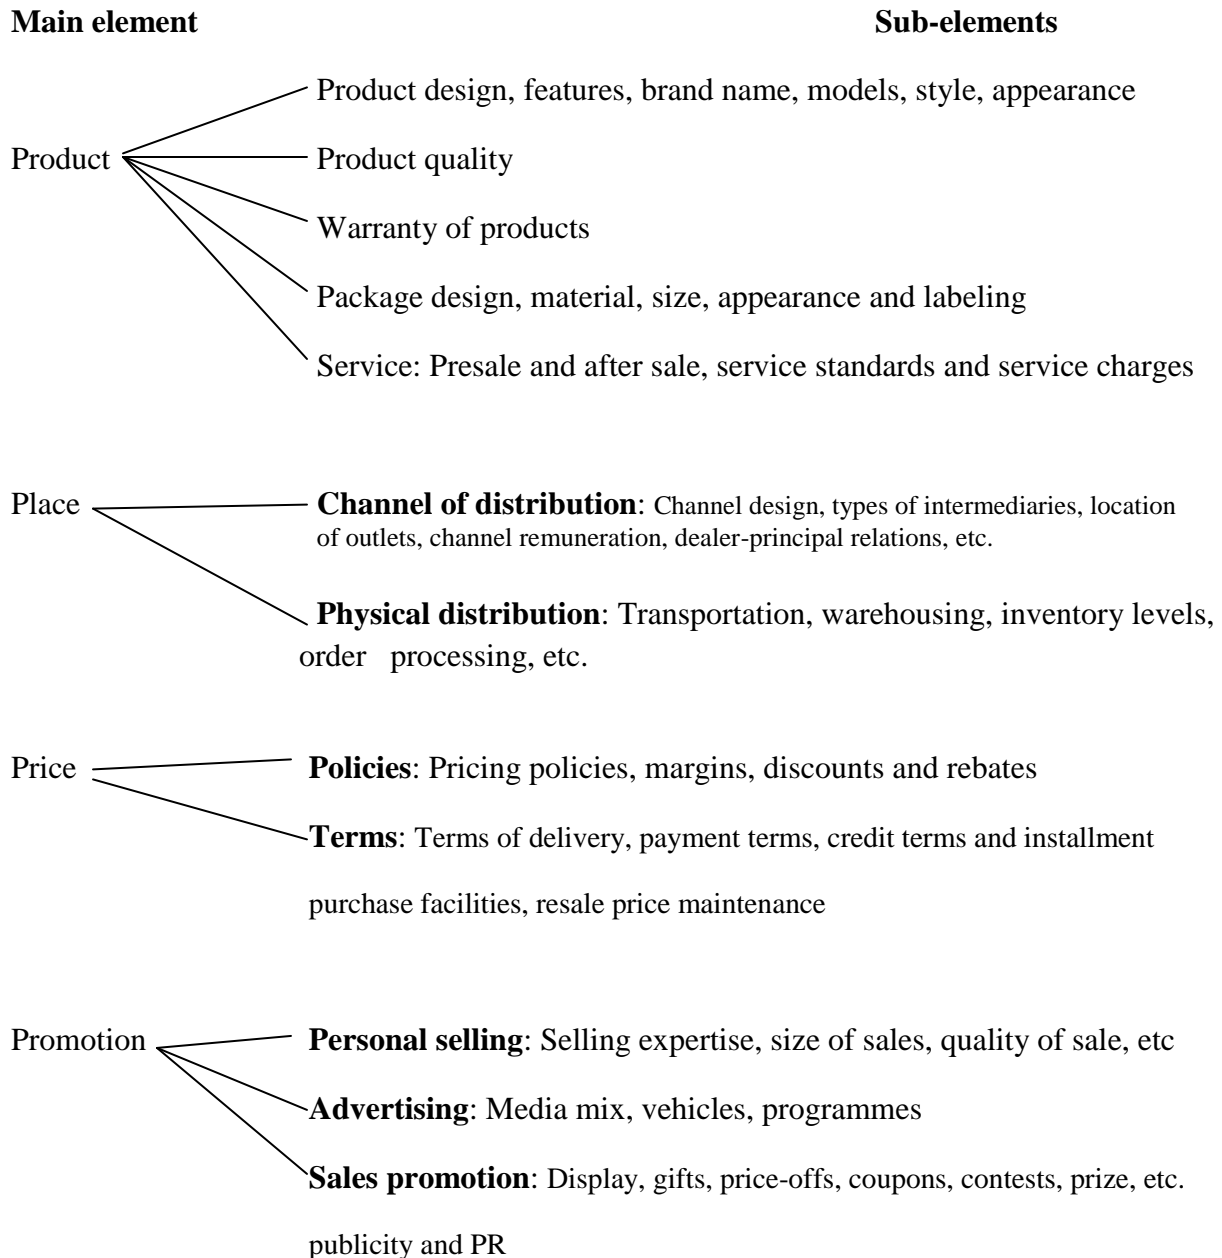 Main element Sub-elements
Product design, features, brand name, models, style, appearance
Product Product quality
Warranty of products
Package design, material, size, appearance and labeling
Service: Presale and after sale, service standards and service charges
Place Channel of distribution: Channel design, types of intermediaries, location
of outlets, channel remuneration, dealer-principal relations, etc.
Physical distribution: Transportation, warehousing, inventory levels,
order processing, etc.
Price Policies: Pricing policies, margins, discounts and rebates
Terms: Terms of delivery, payment terms, credit terms and installment
purchase facilities, resale price maintenance
Promotion Personal selling: Selling expertise, size of sales, quality of sale, etc
Advertising: Media mix, vehicles, programmes
Sales promotion: Display, gifts, price-offs, coupons, contests, prize, etc.
publicity and PR